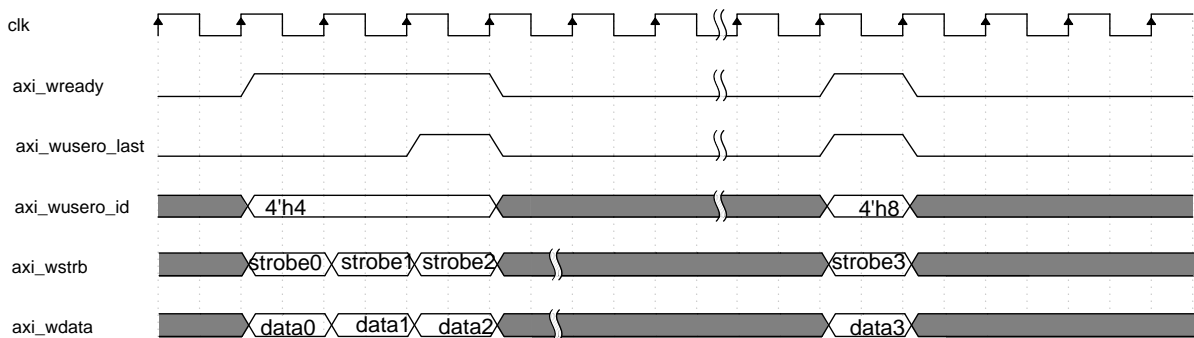 clk
axi_wready
axi_wusero_last
axi_wusero_id 4'h4 4'h8
axi_wstrb strobe0 strobe1 strobe2 strobe3
axi_wdata data0 data1 data2 data3